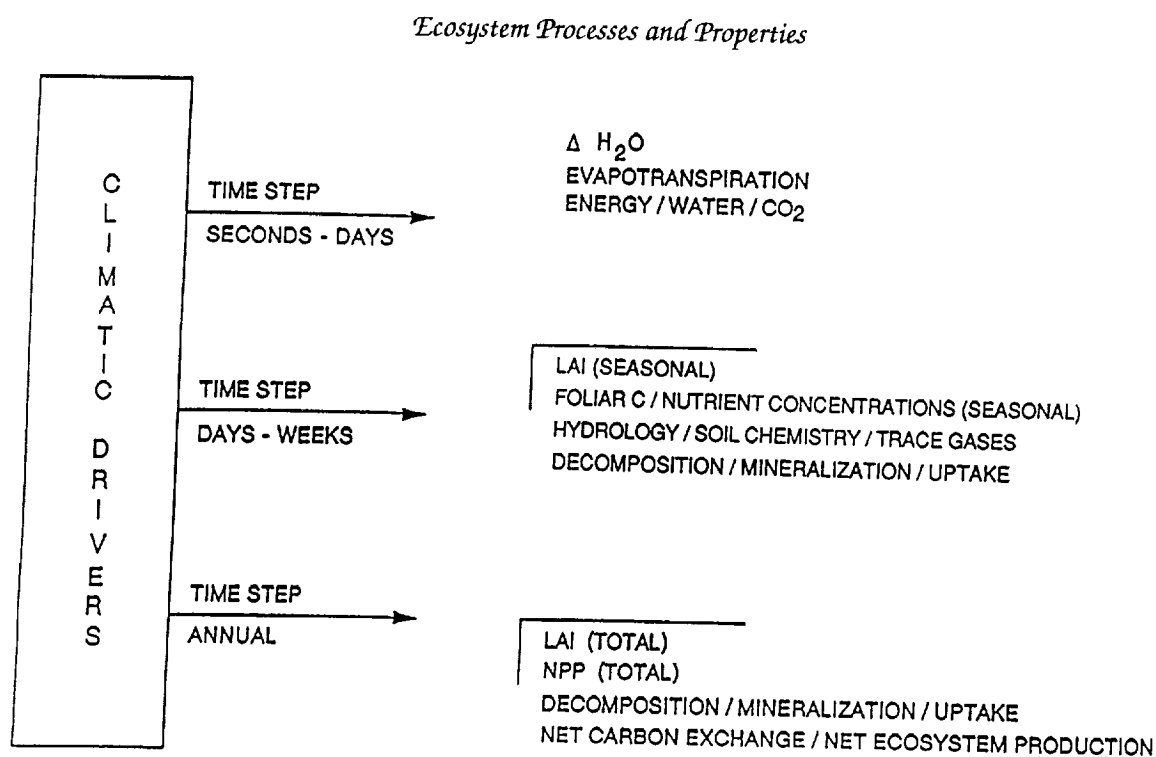 Ecosystem Processes and Properties
CLIMATIC DRIVERS
TIME STEP
SECONDS - DAYS
Δ H₂O
EVAPOTRANSPIRATION
ENERGY / WATER / CO₂
TIME STEP
DAYS - WEEKS
LAI (SEASONAL)
FOLIAR C / NUTRIENT CONCENTRATIONS (SEASONAL)
HYDROLOGY / SOIL CHEMISTRY / TRACE GASES
DECOMPOSITION / MINERALIZATION / UPTAKE
TIME STEP
ANNUAL
LAI (TOTAL)
NPP (TOTAL)
DECOMPOSITION / MINERALIZATION / UPTAKE
NET CARBON EXCHANGE / NET ECOSYSTEM PRODUCTION